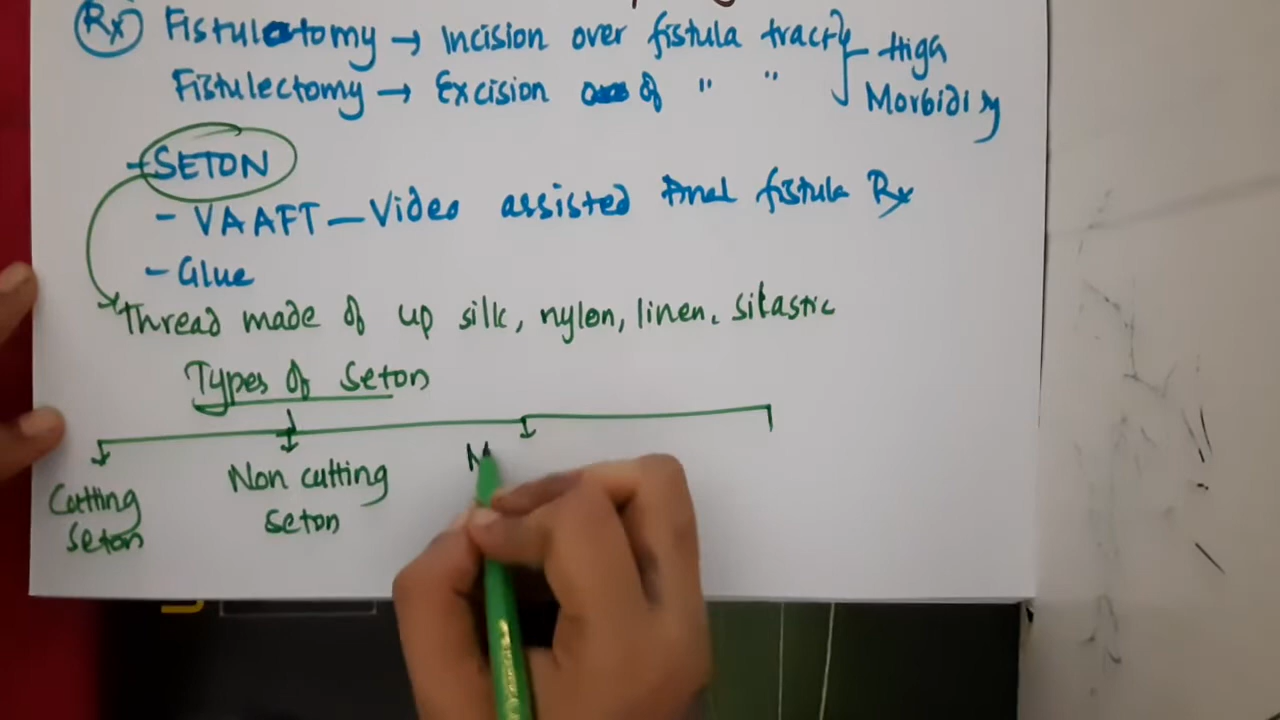 Rx Fistulotomy → Incision over fistula tract } High
Fistulectomy → Excision of " " Morbidity
- SETON
- VAAFT - Video assisted Anal fistula Rx
- Glue
Thread made of up silk, nylon, linen, silastic
Types of Seton
Cutting seton
Non cutting seton